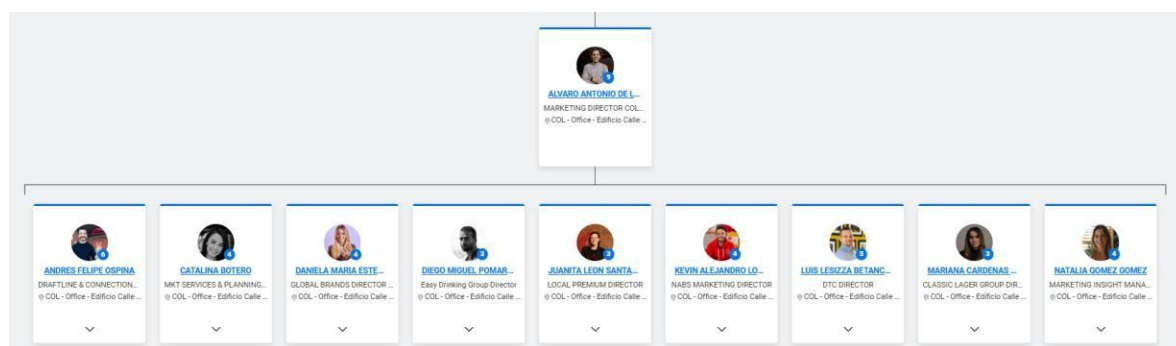 9
ALVARO ANTONIO DE L...
MARKETING DIRECTOR COL...
COL - Office - Edificio Calle ...
6
ANDRES FELIPE OSPINA
DRAFTLINE & CONNECTION...
COL - Office - Edificio Calle ...
4
CATALINA BOTERO
MKT SERVICES & PLANNING...
COL - Office - Edificio Calle ...
4
DANIELA MARIA ESTE...
GLOBAL BRANDS DIRECTOR ...
COL - Office - Edificio Calle ...
DIEGO MIGUEL POMAR...
Easy Drinking Group Director
COL - Office - Edificio Calle ...
3
JUANITA LEON SANTA...
LOCAL PREMIUM DIRECTOR
COL - Office - Edificio Calle ...
4
KEVIN ALEJANDRO LO...
NABS MARKETING DIRECTOR
COL - Office - Edificio Calle ...
5
LUIS LESIZZA BETANC...
DTC DIRECTOR
COL - Office - Edificio Calle ...
3
MARIANA CARDENAS ...
CLASSIC LAGER GROUP DIR...
COL - Office - Edificio Calle ...
4
NATALIA GOMEZ GOMEZ
MARKETING INSIGHT MANA...
COL - Office - Edificio Calle ...